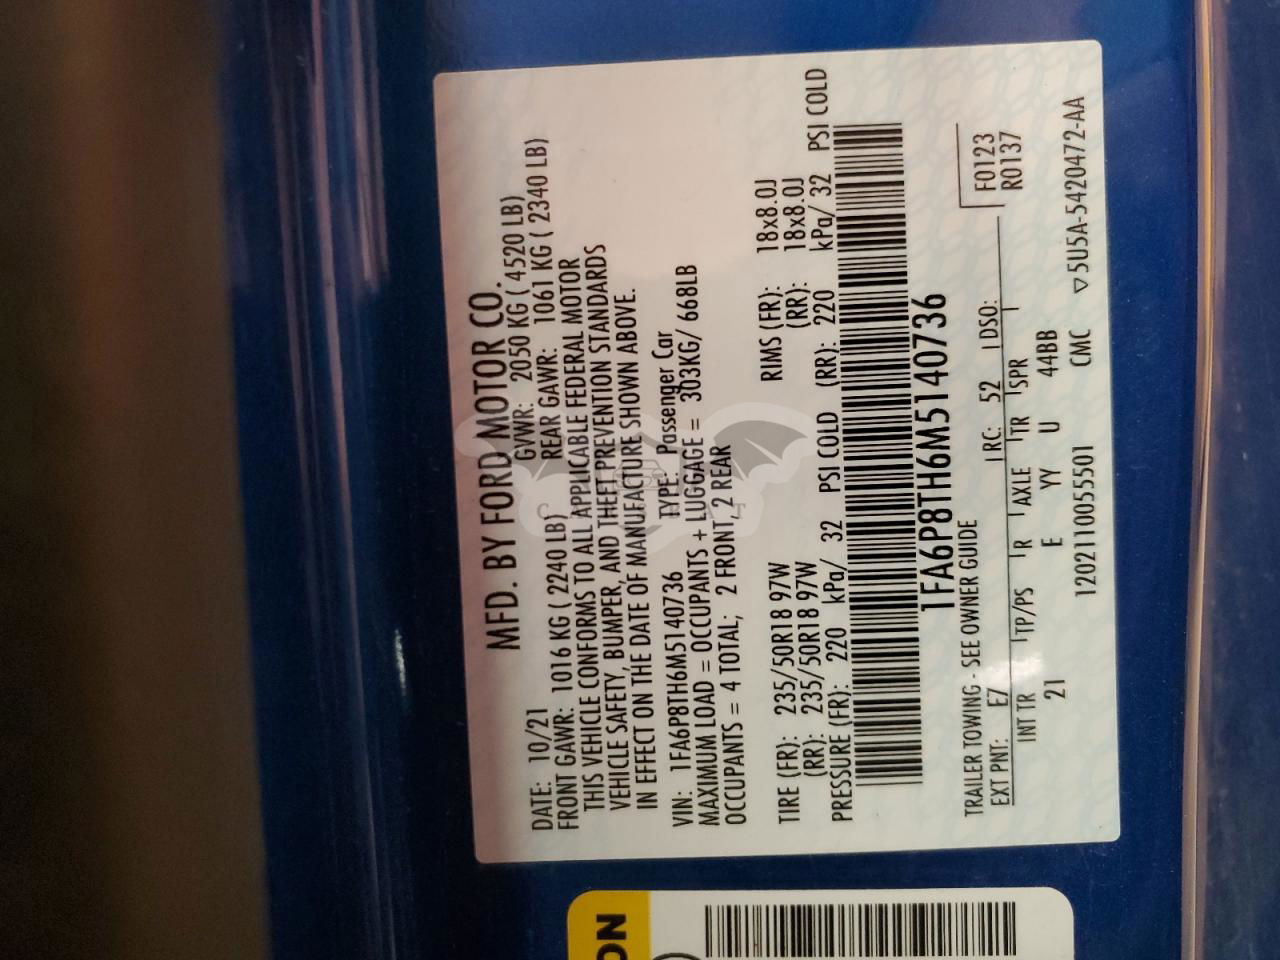 MFD. BY FORD MOTOR CO.
DATE: 10/21 GVWR: 2050 KG ( 4520 LB)
FRONT GAWR: 1016 KG ( 2240 LB) REAR GAWR: 1061 KG ( 2340 LB)
THIS VEHICLE CONFORMS TO ALL APPLICABLE FEDERAL MOTOR
VEHICLE SAFETY, BUMPER, AND THEFT PREVENTION STANDARDS
IN EFFECT ON THE DATE OF MANUFACTURE SHOWN ABOVE.
VIN: 1FA6P8TH6M5140736 TYPE: Passenger Car
MAXIMUM LOAD = OCCUPANTS + LUGGAGE = 303KG/ 668LB
OCCUPANTS = 4 TOTAL; 2 FRONT, 2 REAR
TIRE (FR): 235/50R18 97W RIMS (FR): 18x8.0J
(RR): 235/50R18 97W (RR): 18x8.0J
PRESSURE (FR): 220 kPa/ 32 PSI COLD (RR): 220 kPa/ 32 PSI COLD
1FA6P8TH6M5140736
TRAILER TOWING - SEE OWNER GUIDE
F0123
R0137
EXT PNT: E7 RC: 52 DSO:
INT TR TP/PS R AXLE TR SPR
21 E YY U 44BB
1202110055501 CMC ▽5U5A-5420472-AA
ON